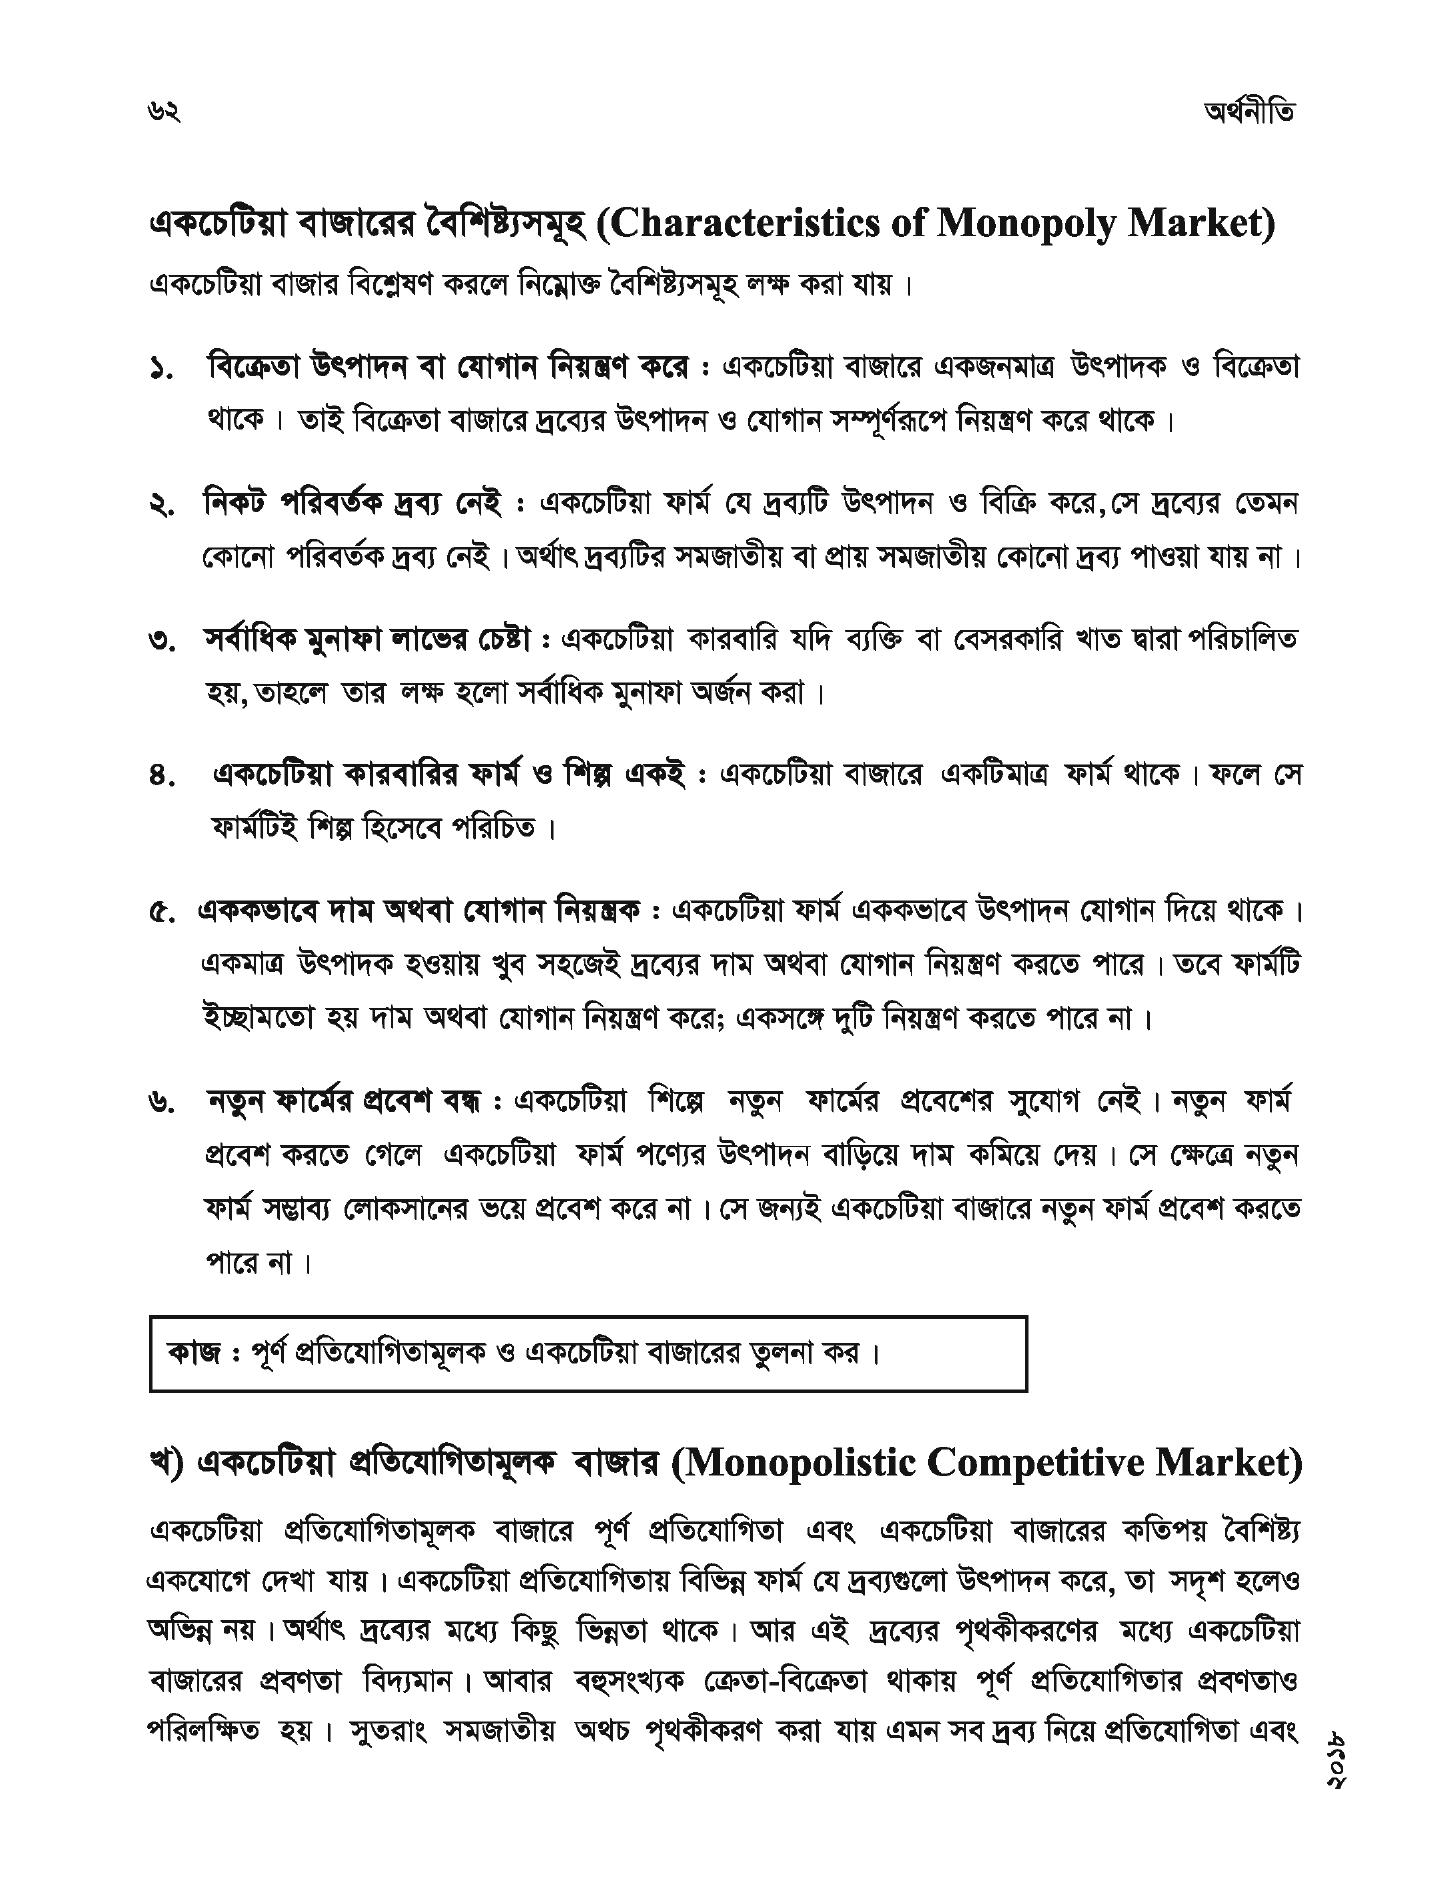 ৬২
অর্থনীতি
একচেটিয়া বাজারের বৈশিষ্ট্যসমূহ (Characteristics of Monopoly Market)
একচেটিয়া বাজার বিশ্লেষণ করলে নিম্নোক্ত বৈশিষ্ট্যসমূহ লক্ষ করা যায়।
১. বিক্রেতা উৎপাদন বা যোগান নিয়ন্ত্রণ করে : একচেটিয়া বাজারে একজনমাত্র উৎপাদক ও বিক্রেতা
থাকে। তাই বিক্রেতা বাজারে দ্রব্যের উৎপাদন ও যোগান সম্পূর্ণরূপে নিয়ন্ত্রণ করে থাকে।
২. নিকট পরিবর্তক দ্রব্য নেই : একচেটিয়া ফার্ম যে দ্রব্যটি উৎপাদন ও বিক্রি করে, সে দ্রব্যের তেমন
কোনো পরিবর্তক দ্রব্য নেই। অর্থাৎ দ্রব্যটির সমজাতীয় বা প্রায় সমজাতীয় কোনো দ্রব্য পাওয়া যায় না।
৩. সর্বাধিক মুনাফা লাভের চেষ্টা : একচেটিয়া কারবারি যদি ব্যক্তি বা বেসরকারি খাত দ্বারা পরিচালিত
হয়, তাহলে তার লক্ষ হলো সর্বাধিক মুনাফা অর্জন করা।
৪. একচেটিয়া কারবারির ফার্ম ও শিল্প একই : একচেটিয়া বাজারে একটিমাত্র ফার্ম থাকে। ফলে সে
ফার্মটিই শিল্প হিসেবে পরিচিত।
৫. এককভাবে দাম অথবা যোগান নিয়ন্ত্রক : একচেটিয়া ফার্ম এককভাবে উৎপাদন যোগান দিয়ে থাকে।
একমাত্র উৎপাদক হওয়ায় খুব সহজেই দ্রব্যের দাম অথবা যোগান নিয়ন্ত্রণ করতে পারে। তবে ফার্মটি
ইচ্ছামতো হয় দাম অথবা যোগান নিয়ন্ত্রণ করে; একসঙ্গে দুটি নিয়ন্ত্রণ করতে পারে না।
৬. নতুন ফার্মের প্রবেশ বন্ধ : একচেটিয়া শিল্পে নতুন ফার্মের প্রবেশের সুযোগ নেই। নতুন ফার্ম
প্রবেশ করতে গেলে একচেটিয়া ফার্ম পণ্যের উৎপাদন বাড়িয়ে দাম কমিয়ে দেয়। সে ক্ষেত্রে নতুন
ফার্ম সম্ভাব্য লোকসানের ভয়ে প্রবেশ করে না। সে জন্যই একচেটিয়া বাজারে নতুন ফার্ম প্রবেশ করতে
পারে না।
কাজ : পূর্ণ প্রতিযোগিতামূলক ও একচেটিয়া বাজারের তুলনা কর।
খ) একচেটিয়া প্রতিযোগিতামূলক বাজার (Monopolistic Competitive Market)
একচেটিয়া প্রতিযোগিতামূলক বাজারে পূর্ণ প্রতিযোগিতা এবং একচেটিয়া বাজারের কতিপয় বৈশিষ্ট্য
একযোগে দেখা যায়। একচেটিয়া প্রতিযোগিতায় বিভিন্ন ফার্ম যে দ্রব্যগুলো উৎপাদন করে, তা সদৃশ হলেও
অভিন্ন নয়। অর্থাৎ দ্রব্যের মধ্যে কিছু ভিন্নতা থাকে। আর এই দ্রব্যের পৃথকীকরণের মধ্যে একচেটিয়া
বাজারের প্রবণতা বিদ্যমান। আবার বহুসংখ্যক ক্রেতা-বিক্রেতা থাকায় পূর্ণ প্রতিযোগিতার প্রবণতাও
পরিলক্ষিত হয়। সুতরাং সমজাতীয় অথচ পৃথকীকরণ করা যায় এমন সব দ্রব্য নিয়ে প্রতিযোগিতা এবং
২০১৮